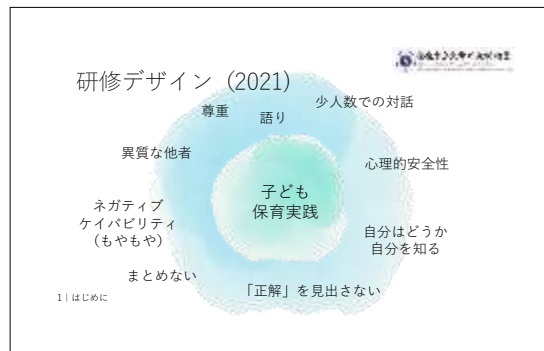 研修デザイン（2021）
尊重
語り
少人数での対話
異質な他者
心理的安全性
子ども
保育実践
ネガティブ
ケイパビリティ
（もやもや）
自分はどうか
自分を知る
まとめない
「正解」を見出さない
1｜はじめに